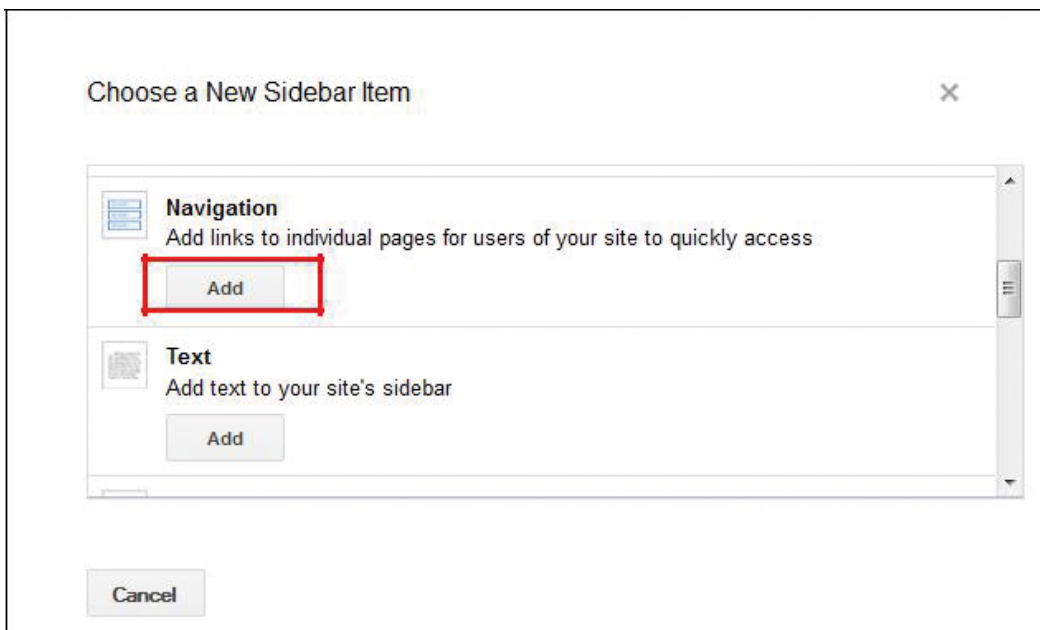 Choose a New Sidebar Item
Navigation
Add links to individual pages for users of your site to quickly access
Add
Text
Add text to your site's sidebar
Add
Cancel